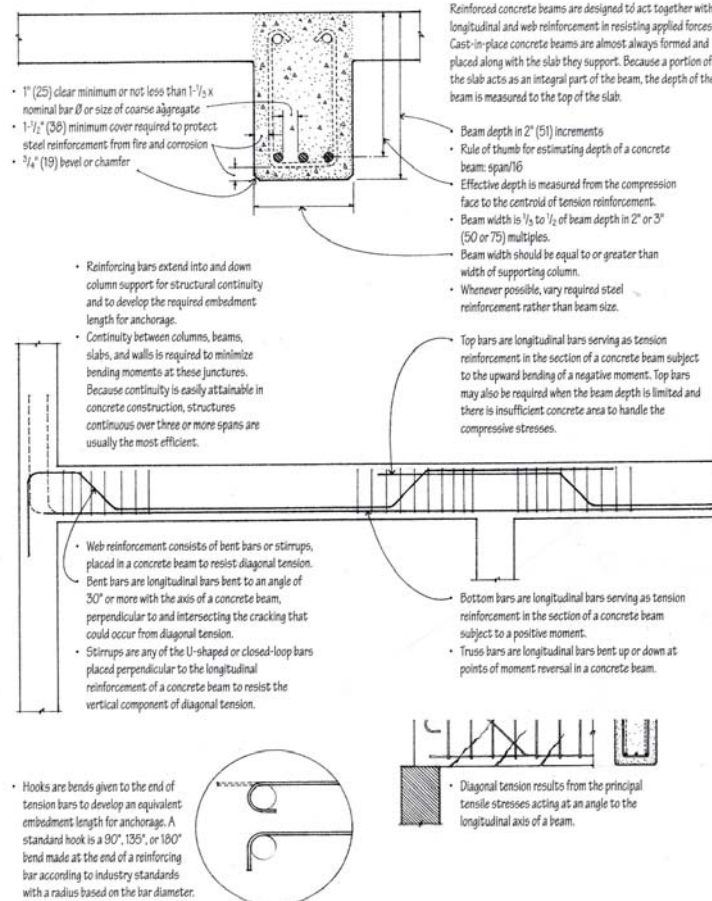 Reinforced concrete beams are designed to act together with
longitudinal and web reinforcement in resisting applied forces.
Cast-in-place concrete beams are almost always formed and
placed along with the slab they support. Because a portion of
the slab acts as an integral part of the beam, the depth of the
beam is measured to the top of the slab.
• 1" (25) clear minimum or not less than 1-1/3 x
nominal bar Ø or size of coarse aggregate
• 1-1/2" (38) minimum cover required to protect
steel reinforcement from fire and corrosion
• 3/4" (19) bevel or chamfer
• Beam depth in 2" (51) increments
• Rule of thumb for estimating depth of a concrete
beam: span/16
• Effective depth is measured from the compression
face to the centroid of tension reinforcement.
• Beam width is 1/3 to 1/2 of beam depth in 2" or 3"
(50 or 75) multiples.
• Beam width should be equal to or greater than
width of supporting column.
• Whenever possible, vary required steel
reinforcement rather than beam size.
• Reinforcing bars extend into and down
column support for structural continuity
and to develop the required embedment
length for anchorage.
• Continuity between columns, beams,
slabs, and walls is required to minimize
bending moments at these junctures.
Because continuity is easily attainable in
concrete construction, structures
continuous over three or more spans are
usually the most efficient.
• Top bars are longitudinal bars serving as tension
reinforcement in the section of a concrete beam subject
to the upward bending of a negative moment. Top bars
may also be required when the beam depth is limited and
there is insufficient concrete area to handle the
compressive stresses.
• Web reinforcement consists of bent bars or stirrups,
placed in a concrete beam to resist diagonal tension.
• Bent bars are longitudinal bars bent to an angle of
30° or more with the axis of a concrete beam,
perpendicular to and intersecting the cracking that
could occur from diagonal tension.
• Stirrups are any of the U-shaped or closed-loop bars
placed perpendicular to the longitudinal
reinforcement of a concrete beam to resist the
vertical component of diagonal tension.
• Bottom bars are longitudinal bars serving as tension
reinforcement in the section of a concrete beam
subject to a positive moment.
• Truss bars are longitudinal bars bent up or down at
points of moment reversal in a concrete beam.
• Hooks are bends given to the end of
tension bars to develop an equivalent
embedment length for anchorage. A
standard hook is a 90°, 135°, or 180°
bend made at the end of a reinforcing
bar according to industry standards
with a radius based on the bar diameter.
• Diagonal tension results from the principal
tensile stresses acting at an angle to the
longitudinal axis of a beam.